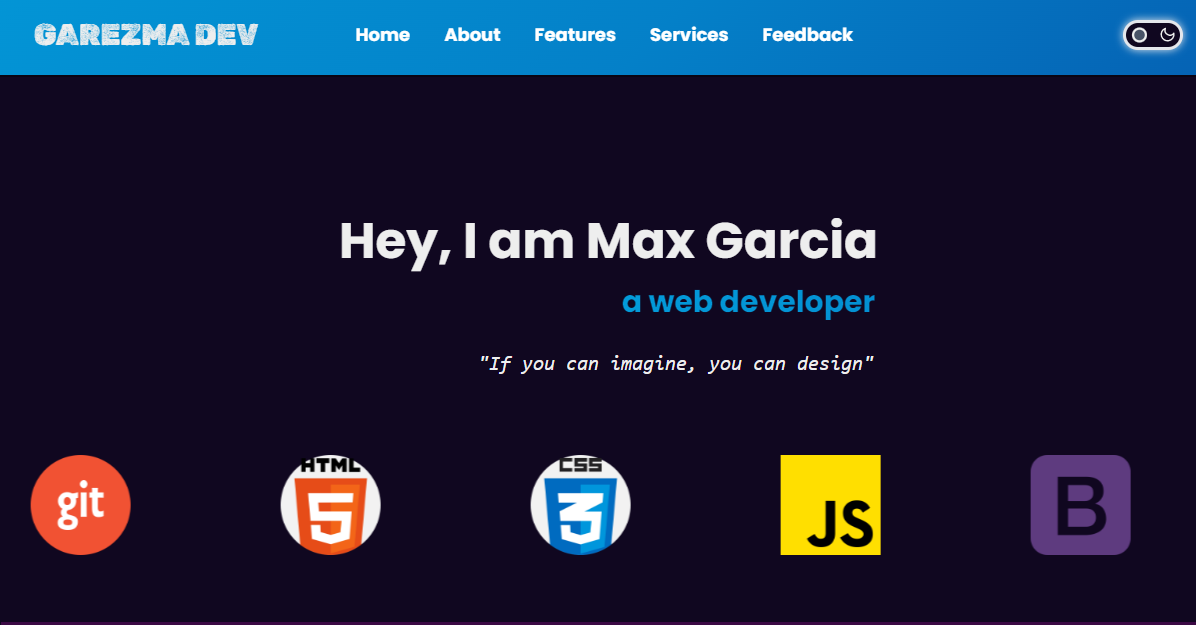 GAREZMA DEV Home About Features Services Feedback
Hey, I am Max Garcia
a web developer
"If you can imagine, you can design"
git HTML 5 CSS 3 JS B